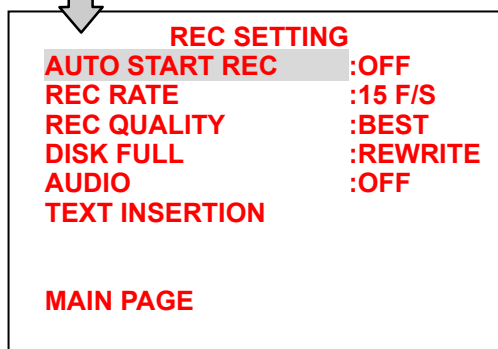 REC SETTING
AUTO START REC :OFF
REC RATE :15 F/S
REC QUALITY :BEST
DISK FULL :REWRITE
AUDIO :OFF
TEXT INSERTION
MAIN PAGE